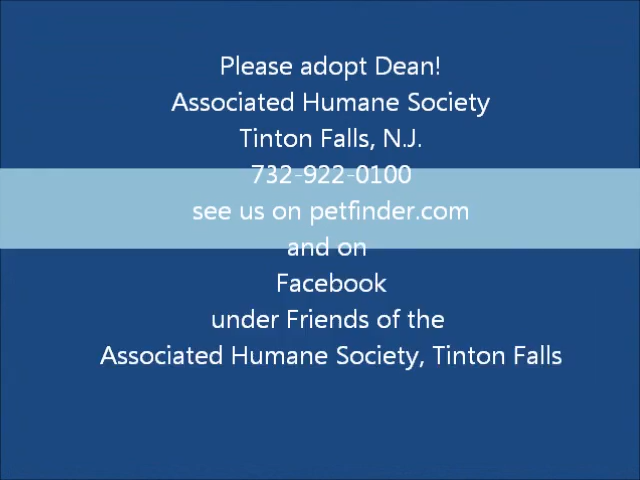 Please adopt Dean!
Associated Humane Society
Tinton Falls, N.J.
732-922-0100
see us on petfinder.com
and on
Facebook
under Friends of the
Associated Humane Society, Tinton Falls